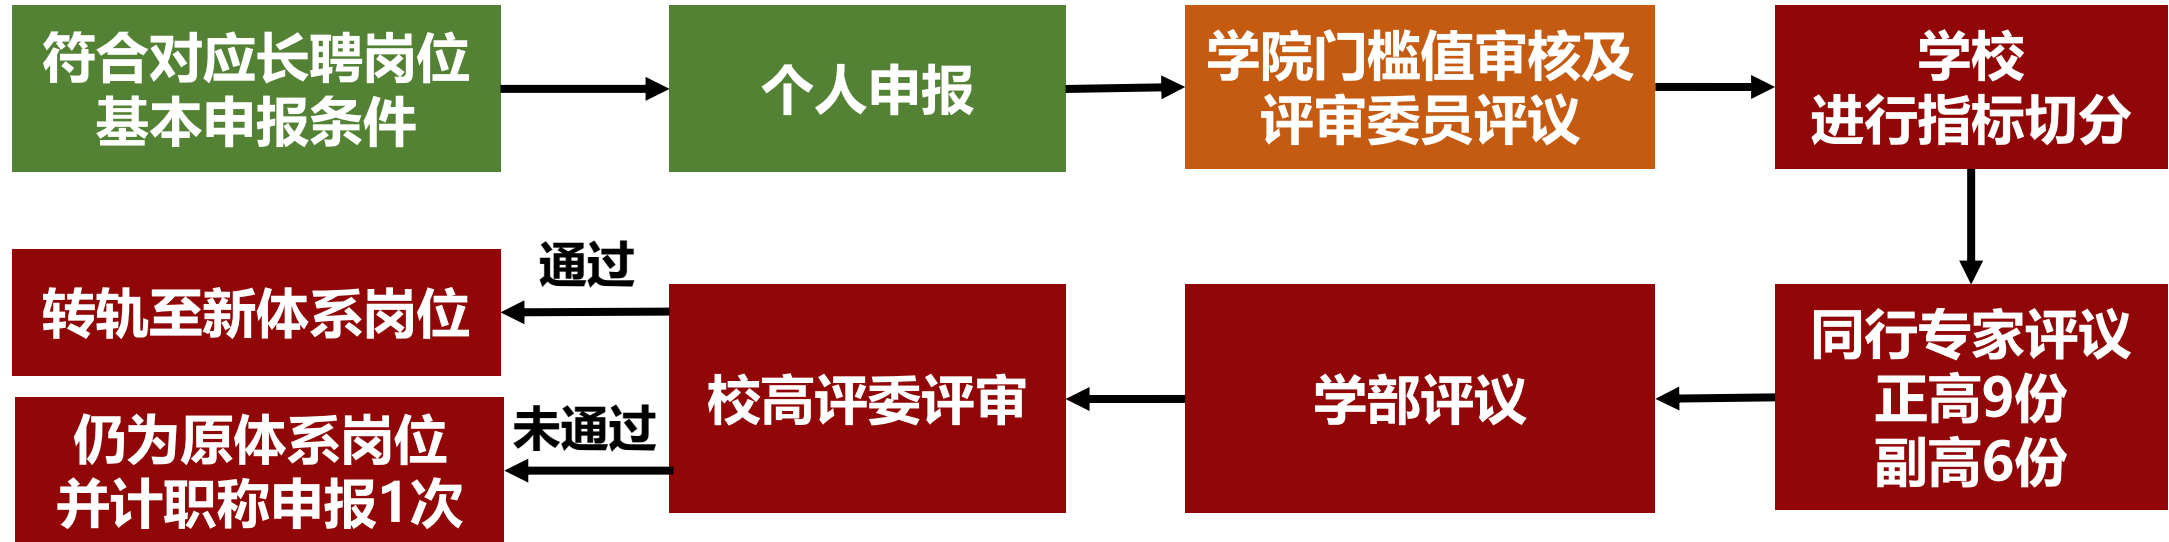 符合对应长聘岗位
基本申报条件
个人申报
学院门槛值审核及
评审委员评议
学校
进行指标切分
同行专家评议
正高9份
副高6份
学部评议
校高评委评审
通过
转轨至新体系岗位
未通过
仍为原体系岗位
并计职称申报1次